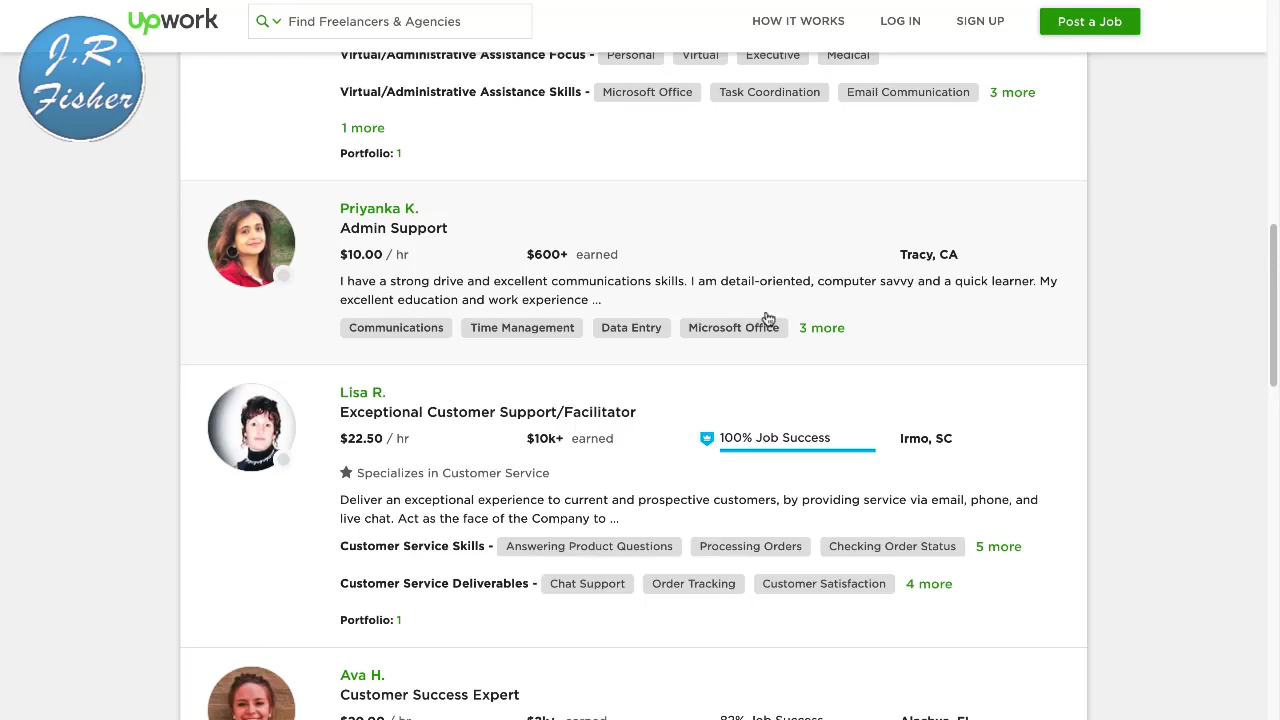 upwork
Find Freelancers & Agencies
HOW IT WORKS
LOG IN
SIGN UP
Post a Job
J.R.
Fisher
Virtual/Administrative Assistance Focus - Personal Virtual Executive Medical
Virtual/Administrative Assistance Skills - Microsoft Office Task Coordination Email Communication 3 more
1 more
Portfolio: 1
Priyanka K.
Admin Support
$10.00 / hr $600+ earned Tracy, CA
I have a strong drive and excellent communications skills. I am detail-oriented, computer savvy and a quick learner. My
excellent education and work experience ...
Communications Time Management Data Entry Microsoft Office 3 more
Lisa R.
Exceptional Customer Support/Facilitator
$22.50 / hr $10k+ earned 100% Job Success Irmo, SC
Specializes in Customer Service
Deliver an exceptional experience to current and prospective customers, by providing service via email, phone, and
live chat. Act as the face of the Company to ...
Customer Service Skills - Answering Product Questions Processing Orders Checking Order Status 5 more
Customer Service Deliverables - Chat Support Order Tracking Customer Satisfaction 4 more
Portfolio: 1
Ava H.
Customer Success Expert
/ hr earned 82% Job Success